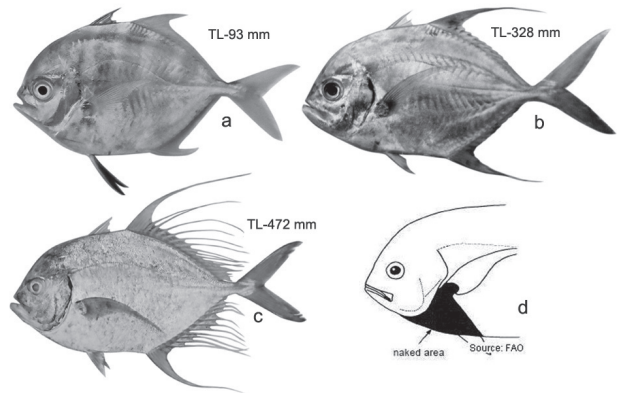 TL-93 mm
a
TL-328 mm
b
TL-472 mm
c
d
naked area
Source: FAO